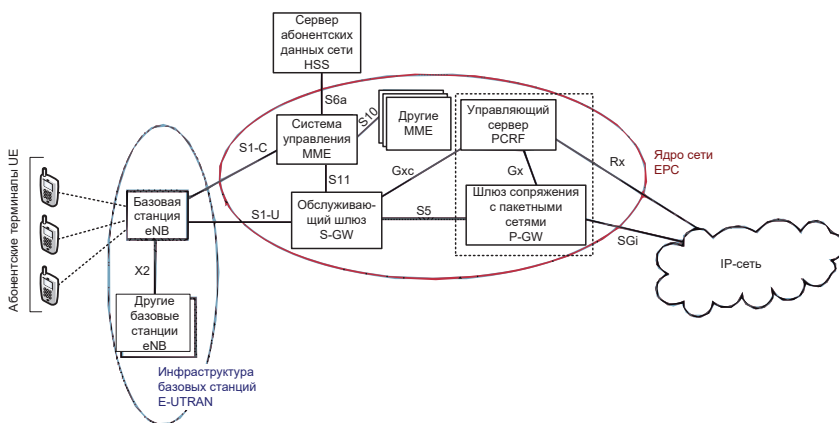 Сервер
абонентских
данных сети
HSS
S6a
S10
Другие
MME
Управляющий
сервер
PCRF
Система
управления
MME
S1-C
Gxc
Gx
Rx
Ядро сети
EPC
S11
Абонентские терминалы UE
Базовая
станция
eNB
S1-U
Обслуживаю-
щий шлюз
S-GW
S5
Шлюз сопряжения
с пакетными
сетями
P-GW
SGi
IP-сеть
X2
Другие
базовые
станции
eNB
Инфраструктура
базовых станций
E-UTRAN